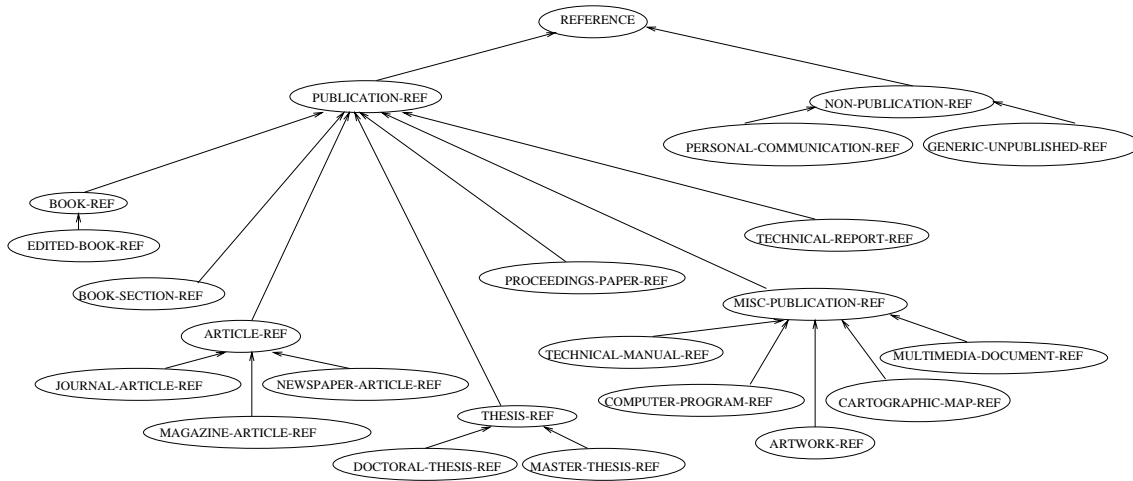 REFERENCE
PUBLICATION-REF
NON-PUBLICATION-REF
PERSONAL-COMMUNICATION-REF
GENERIC-UNPUBLISHED-REF
BOOK-REF
EDITED-BOOK-REF
TECHNICAL-REPORT-REF
BOOK-SECTION-REF
PROCEEDINGS-PAPER-REF
MISC-PUBLICATION-REF
ARTICLE-REF
TECHNICAL-MANUAL-REF
MULTIMEDIA-DOCUMENT-REF
JOURNAL-ARTICLE-REF
NEWSPAPER-ARTICLE-REF
COMPUTER-PROGRAM-REF
CARTOGRAPHIC-MAP-REF
THESIS-REF
MAGAZINE-ARTICLE-REF
ARTWORK-REF
DOCTORAL-THESIS-REF
MASTER-THESIS-REF